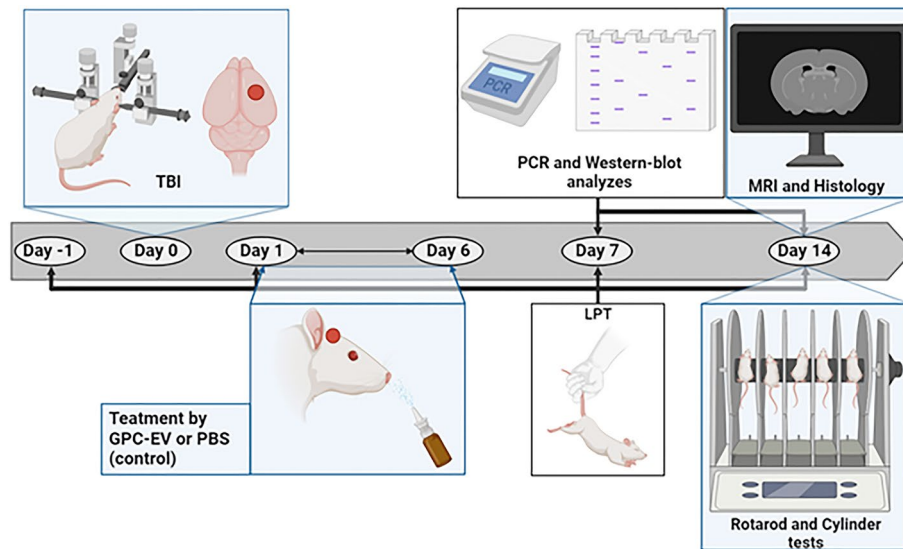 PCR
PCR and Western-blot
analyzes
MRI and Histology
TBI
Day -1
Day 0
Day 1
Day 6
Day 7
Day 14
LPT
Teatment by
GPC-EV or PBS
(control)
Rotarod and Cylinder
tests